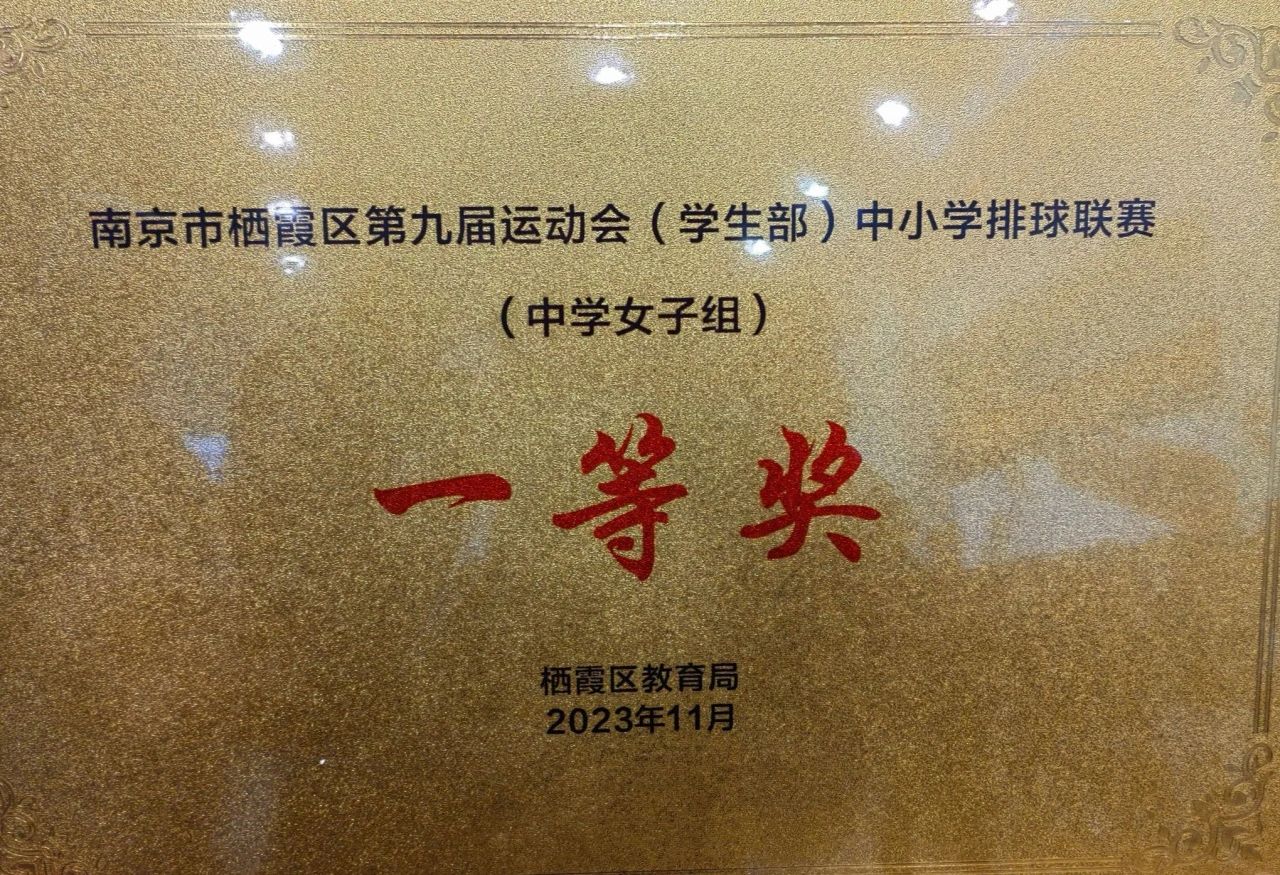 南京市栖霞区第九届运动会（学生部）中小学排球联赛
（中学女子组）
一等奖
栖霞区教育局
2023年11月